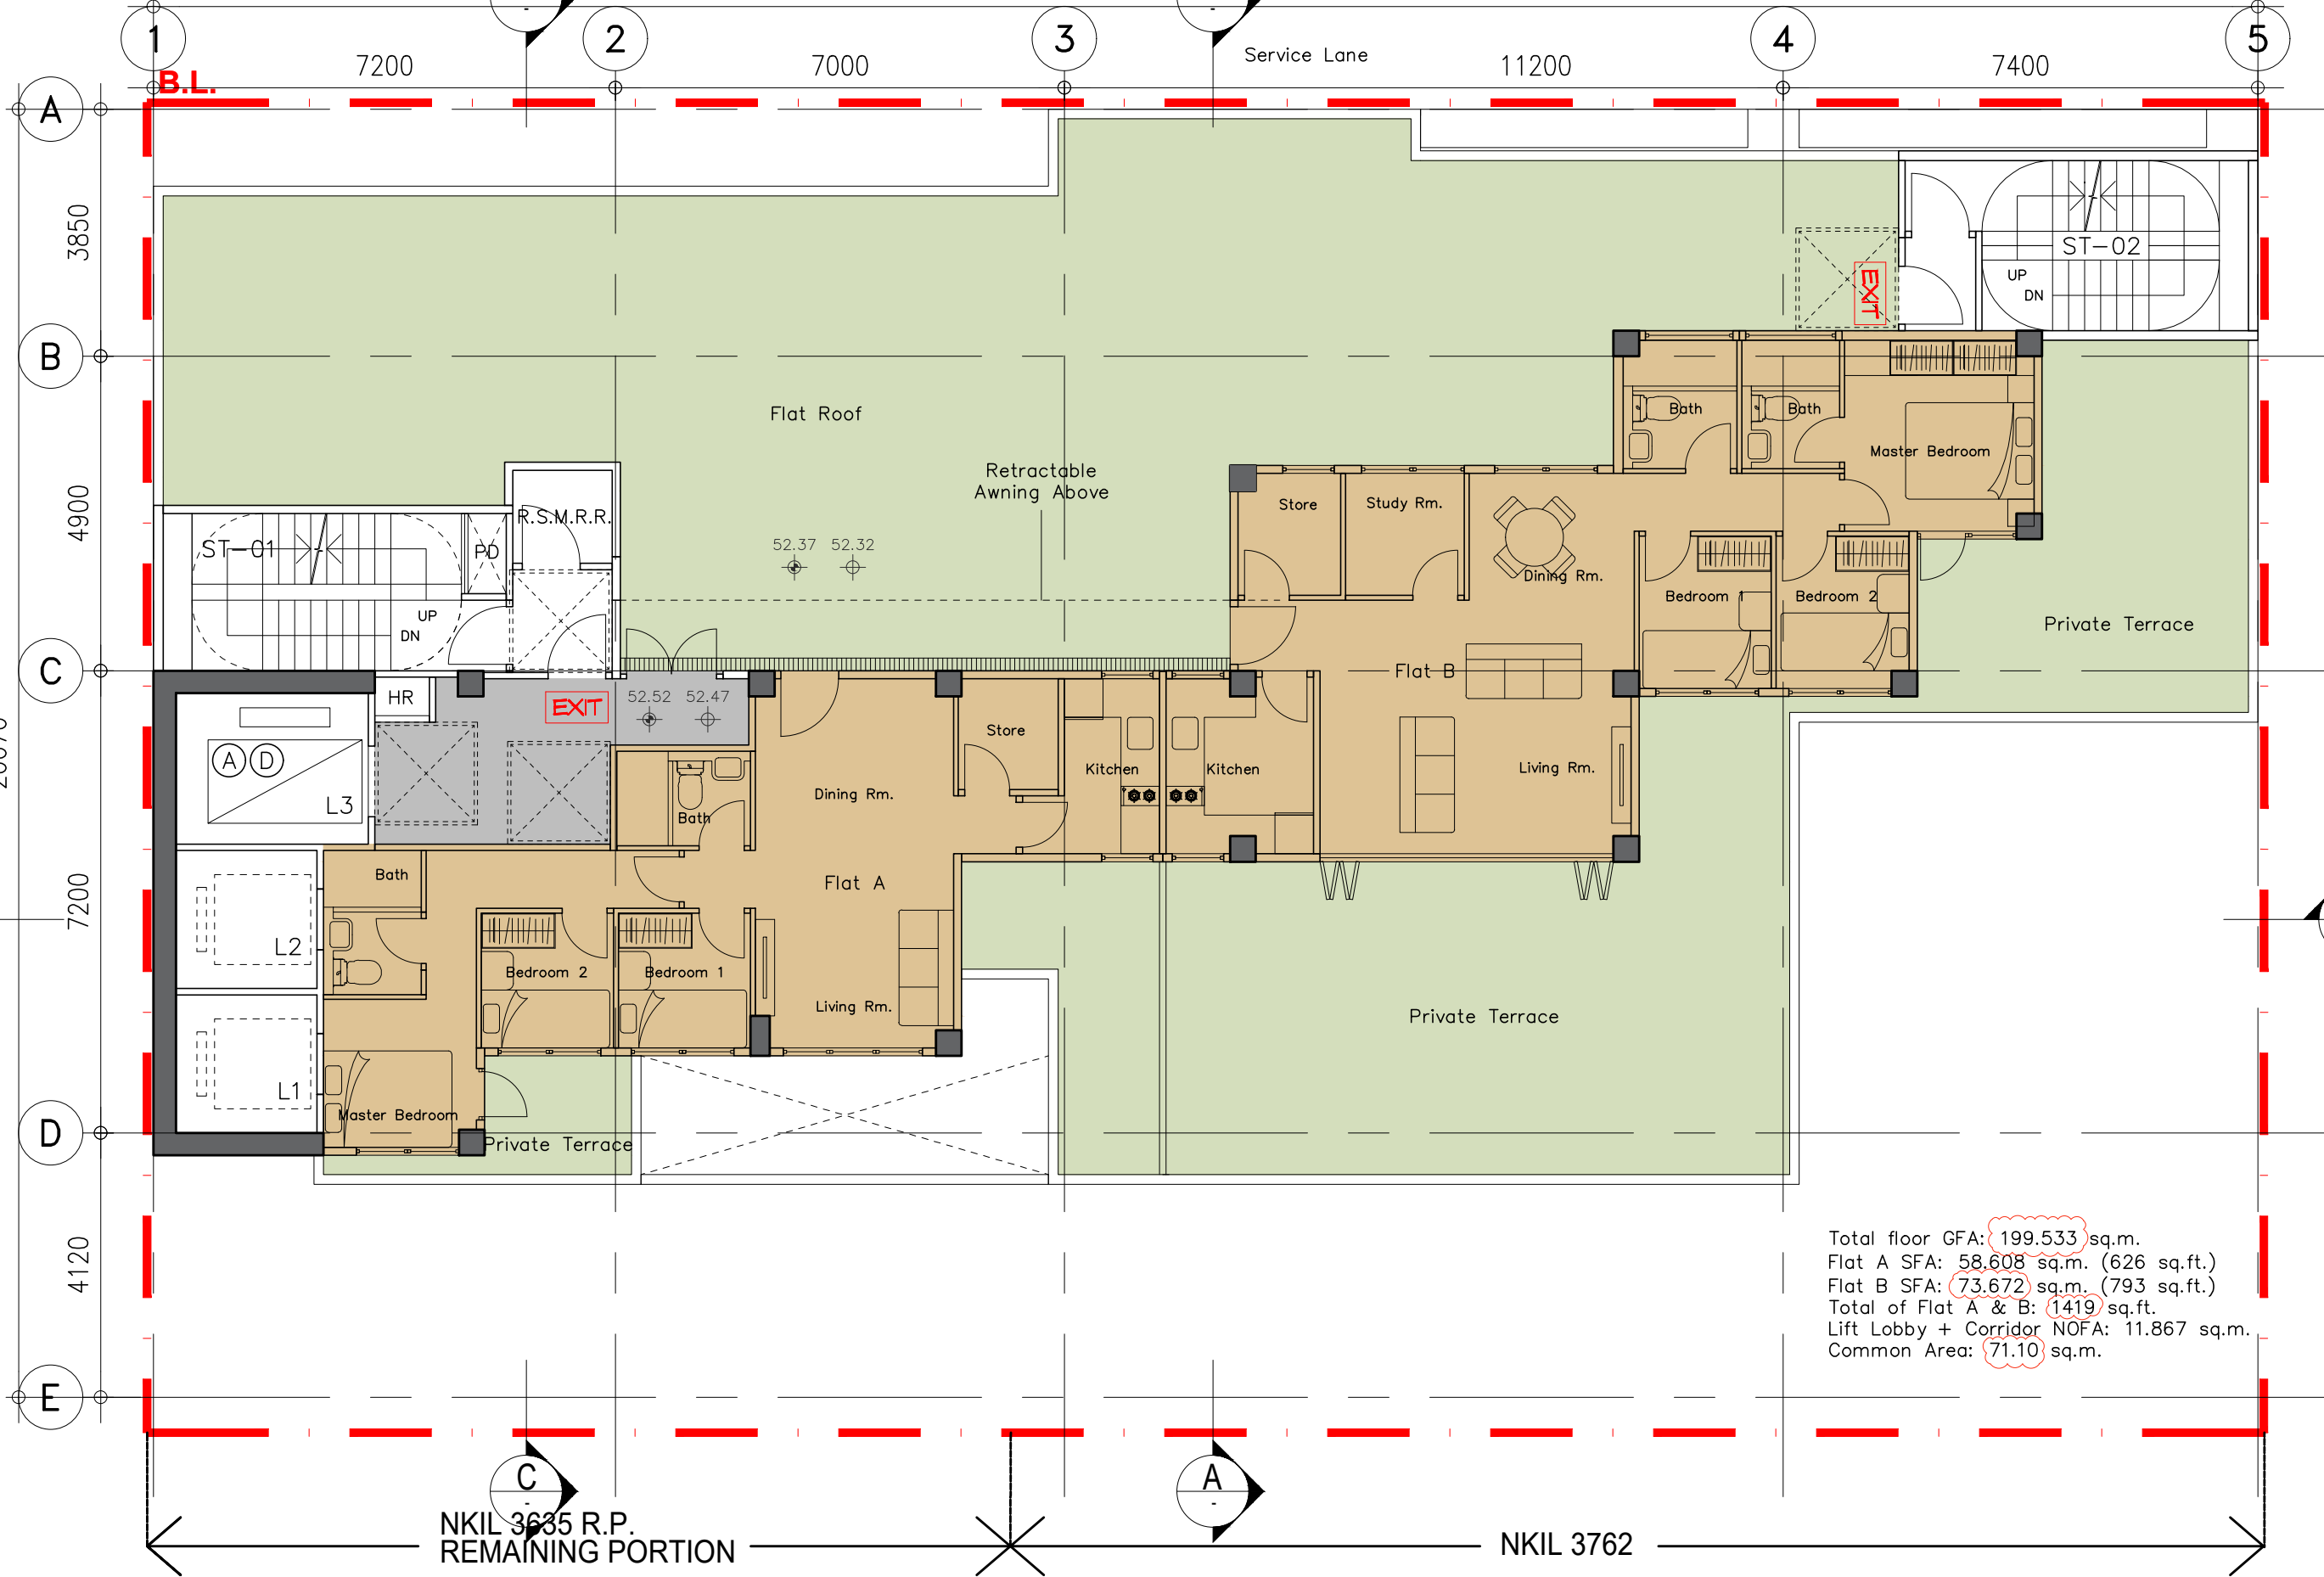 1
2
3
4
5
7200
7000
Service Lane
11200
7400
B.L.
A
3850
ST-02
UP
DN
EXIT
B
Flat Roof
Bath
Bath
Master Bedroom
Retractable
Awning Above
4900
Store
Study Rm.
R.S.M.R.R.
ST-01
PD
52.37
52.32
Dining Rm.
Bedroom 1
Bedroom 2
UP
DN
Private Terrace
C
Flat B
HR
EXIT
52.52
52.47
Store
A
D
L3
Kitchen
Kitchen
Living Rm.
Dining Rm.
Bath
Bath
Flat A
7200
L2
Bedroom 2
Bedroom 1
Living Rm.
Private Terrace
L1
Master Bedroom
D
Private Terrace
4120
Total floor GFA: 199.533 sq.m.
Flat A SFA: 58.608 sq.m. (626 sq.ft.)
Flat B SFA: 73.672 sq.m. (793 sq.ft.)
Total of Flat A & B: 1419 sq.ft.
Lift Lobby + Corridor NOFA: 11.867 sq.m.
Common Area: 71.10 sq.m.
E
C
-
A
-
NKIL 3635 R.P.
REMAINING PORTION
NKIL 3762